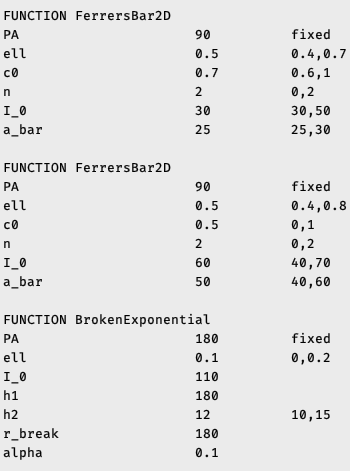 FUNCTION FerrersBar2D
PA 90 fixed
ell 0.5 0.4,0.7
c0 0.7 0.6,1
n 2 0,2
I_0 30 30,50
a_bar 25 25,30
FUNCTION FerrersBar2D
PA 90 fixed
ell 0.5 0.4,0.8
c0 0.5 0,1
n 2 0,2
I_0 60 40,70
a_bar 50 40,60
FUNCTION BrokenExponential
PA 180 fixed
ell 0.1 0,0.2
I_0 110
h1 180
h2 12 10,15
r_break 180
alpha 0.1